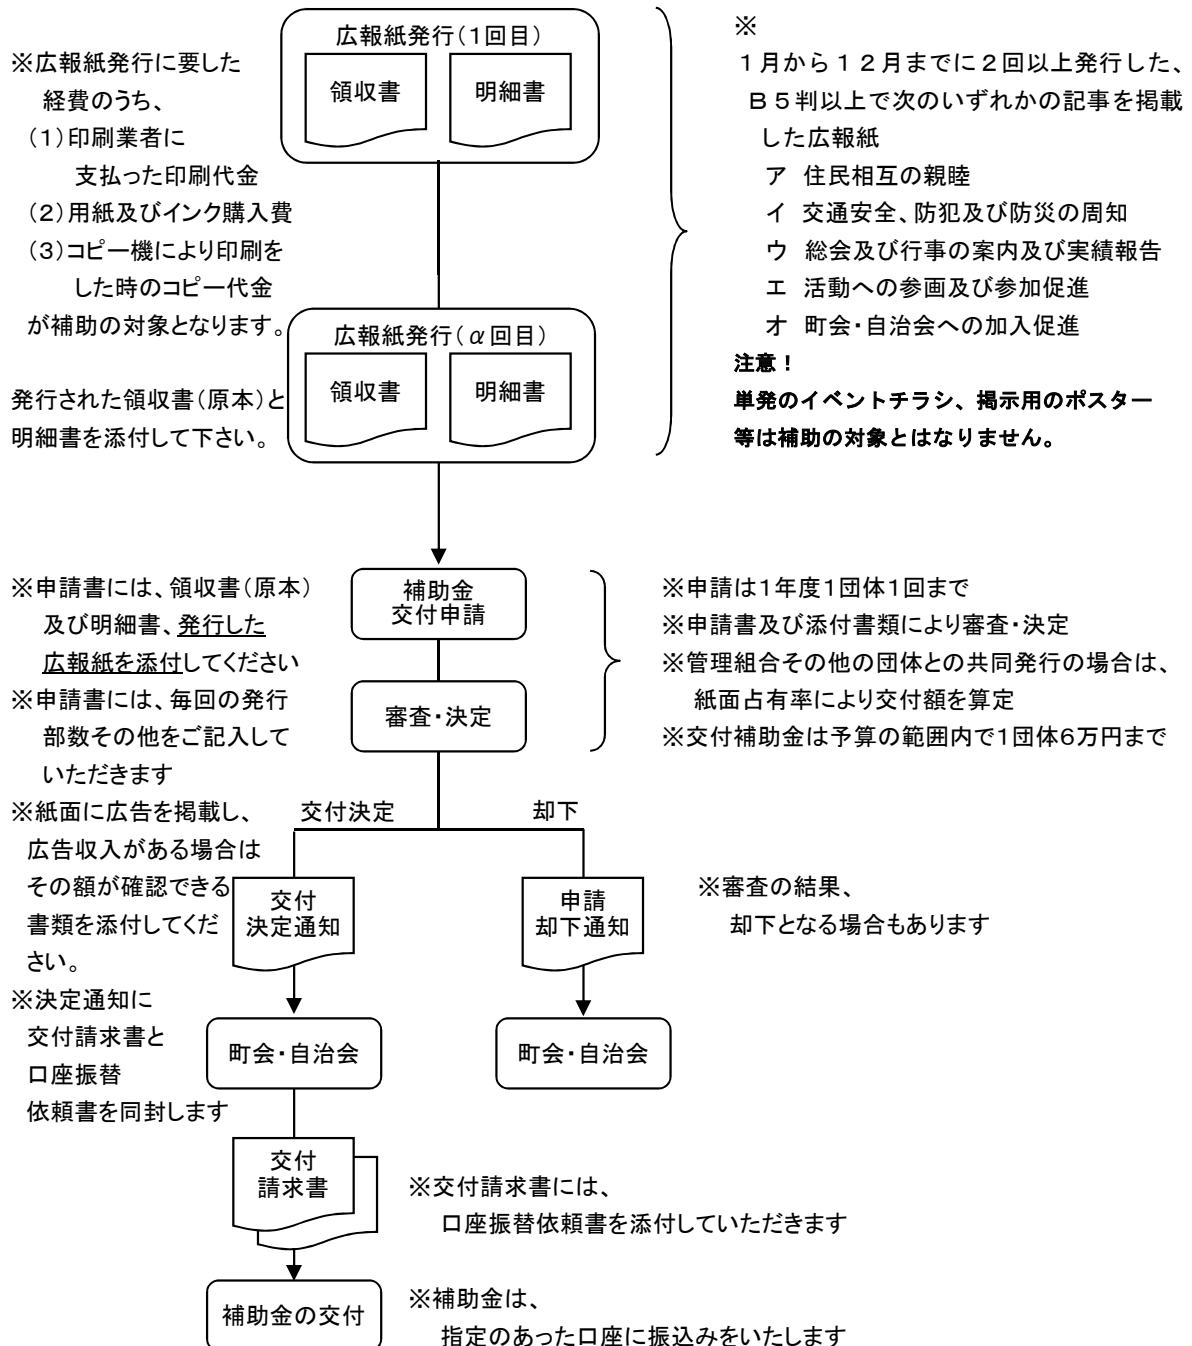 広報紙発行(1回目)
領収書
明細書
※広報紙発行に要した
経費のうち、
(1)印刷業者に
支払った印刷代金
(2)用紙及びインク購入費
(3)コピー機により印刷を
した時のコピー代金
が補助の対象となります。
発行された領収書(原本)と
明細書を添付して下さい。
広報紙発行(α回目)
領収書
明細書
※
1月から12月までに2回以上発行した、
B5判以上で次のいずれかの記事を掲載
した広報紙
ア 住民相互の親睦
イ 交通安全、防犯及び防災の周知
ウ 総会及び行事の案内及び実績報告
エ 活動への参画及び参加促進
オ 町会・自治会への加入促進
注意!
単発のイベントチラシ、掲示用のポスター
等は補助の対象とはなりません。
※申請書には、領収書(原本)
及び明細書、発行した
広報紙を添付してください
※申請書には、毎回の発行
部数その他をご記入して
いただきます
補助金
交付申請
審査・決定
※申請は1年度1団体1回まで
※申請書及び添付書類により審査・決定
※管理組合その他の団体との共同発行の場合は、
紙面占有率により交付額を算定
※交付補助金は予算の範囲内で1団体6万円まで
交付決定
却下
※紙面に広告を掲載し、
広告収入がある場合は
その額が確認できる
書類を添付してくだ
さい。
※決定通知に
交付請求書と
口座振替
依頼書を同封します
交付
決定通知
申請
却下通知
※審査の結果、
却下となる場合もあります
町会・自治会
町会・自治会
交付
請求書
※交付請求書には、
口座振替依頼書を添付していただきます
補助金の交付
※補助金は、
指定のあった口座に振込みをいたします